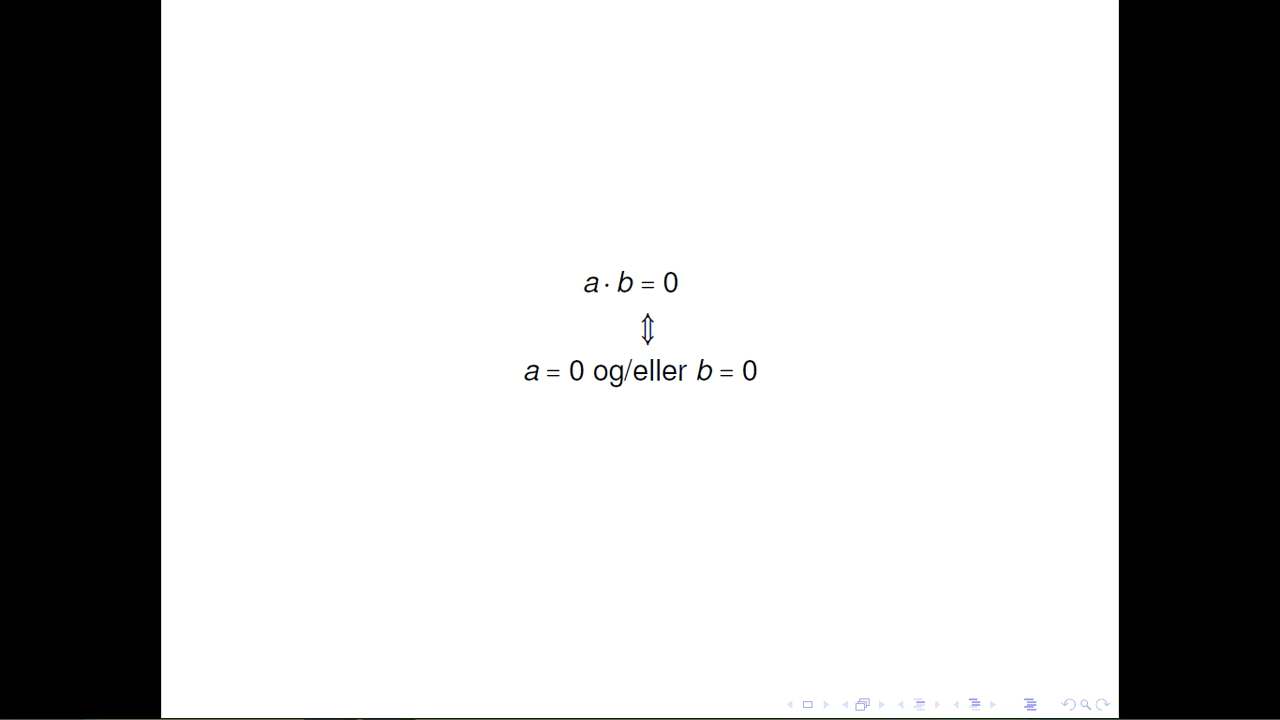 a · b = 0
⇕
a = 0 og/eller b = 0